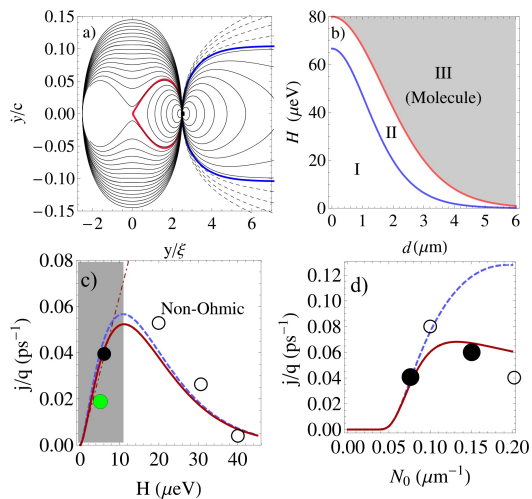 a)
ẏ/c
0.15
0.10
0.05
0.00
−0.05
−0.10
−0.15
−2
0
2
4
6
y/ξ
b)
H (μeV)
80
60
40
20
0
III
(Molecule)
II
I
0
1
2
3
4
5
6
d (μm)
c)
Non-Ohmic
j/q (ps⁻¹)
0.08
0.06
0.04
0.02
0.00
0
10
20
30
40
H (μeV)
d)
j/q (ps⁻¹)
0.12
0.10
0.08
0.06
0.04
0.02
0.00
0.00
0.05
0.10
0.15
0.20
N₀ (μm⁻¹)